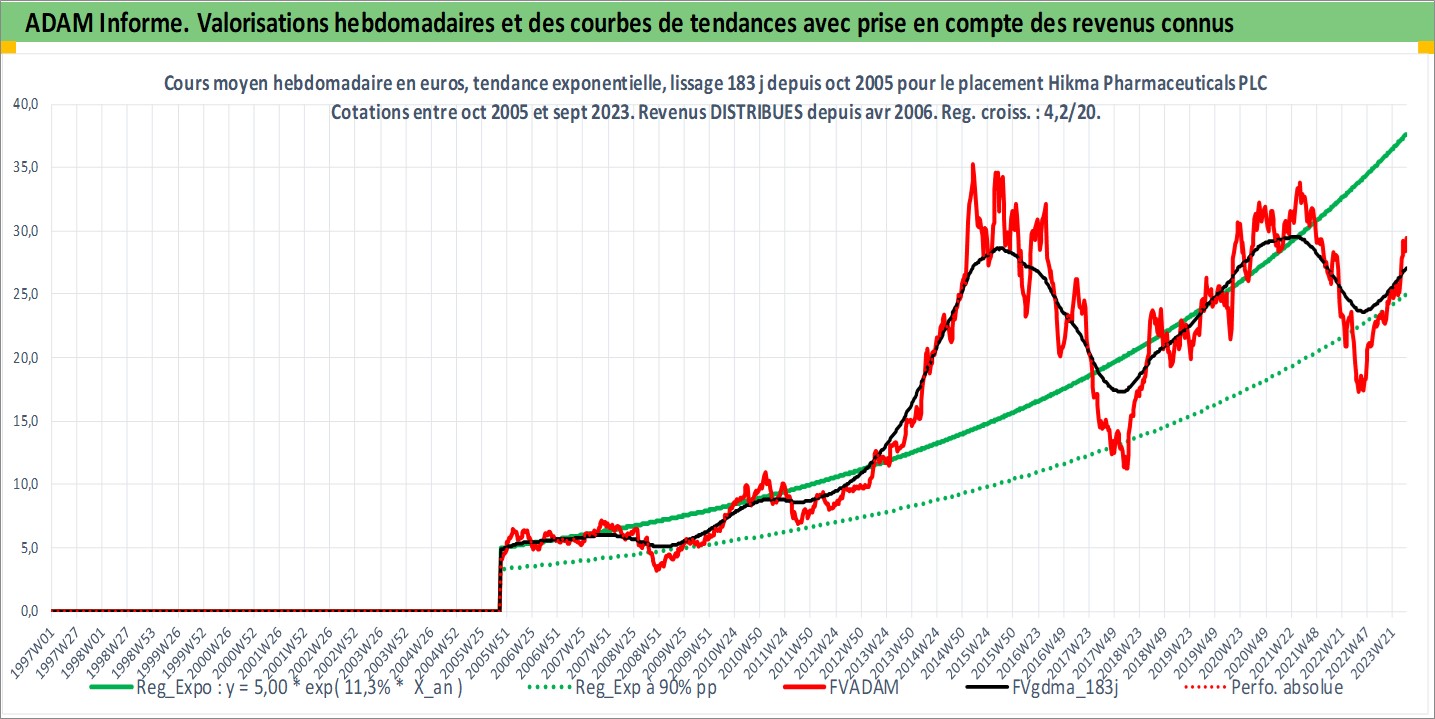 ADAM Informe. Valorisations hebdomadaires et des courbes de tendances avec prise en compte des revenus connus
Cours moyen hebdomadaire en euros, tendance exponentielle, lissage 183 j depuis oct 2005 pour le placement Hikma Pharmaceuticals PLC
Cotations entre oct 2005 et sept 2023. Revenus DISTRIBUES depuis avr 2006. Reg. croiss. : 4,2/20.
40,0
35,0
30,0
25,0
20,0
15,0
10,0
5,0
0,0
1997W01
1997W27
1998W01
1998W27
1998W53
1999W26
1999W52
2000W26
2000W52
2001W26
2001W52
2002W26
2002W52
2003W26
2003W52
2004W26
2004W52
2005W25
2005W51
2006W25
2006W51
2007W25
2007W51
2008W25
2008W51
2009W25
2009W51
2010W24
2010W50
2011W24
2011W50
2012W24
2012W50
2013W24
2013W50
2014W24
2014W50
2015W24
2015W50
2016W23
2016W49
2017W23
2017W49
2018W23
2018W49
2019W23
2019W49
2020W23
2020W49
2021W22
2021W48
2022W21
2022W47
2023W21
Reg_Expo : y = 5,00 * exp( 11,3% * X_an )
Reg_Exp à 90% pp
FVADAM
FVgdma_183j
Perfo. absolue